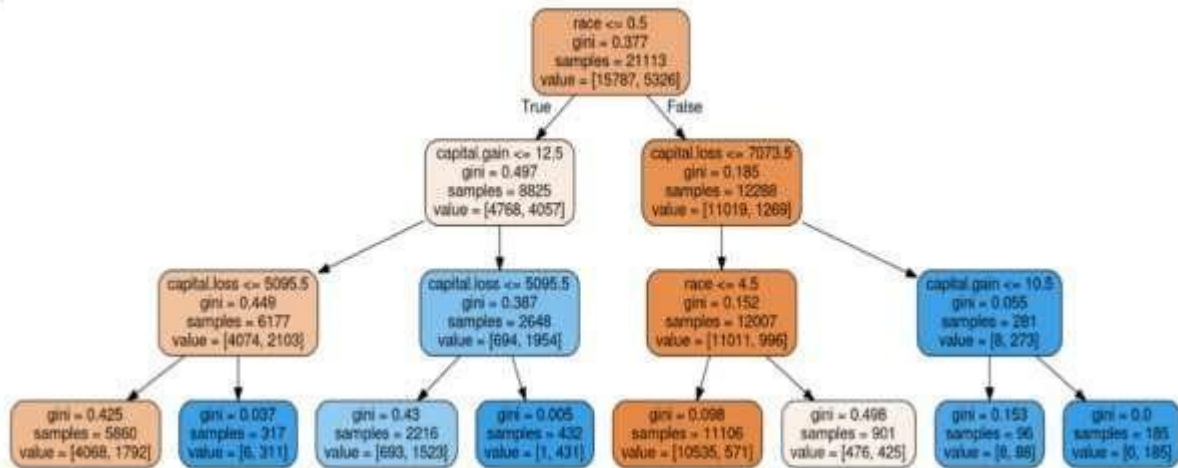 race <= 0.5
gini = 0.377
samples = 21113
value = [15787, 5326]
True
False
capital.gain <= 12.5
gini = 0.497
samples = 8825
value = [4768, 4057]
capital.loss <= 7073.5
gini = 0.185
samples = 12288
value = [11019, 1269]
capital.loss <= 5095.5
gini = 0.449
samples = 6177
value = [4074, 2103]
capital.loss <= 5095.5
gini = 0.387
samples = 2648
value = [694, 1954]
race <= 4.5
gini = 0.152
samples = 12007
value = [11011, 996]
capital.gain <= 10.5
gini = 0.055
samples = 281
value = [8, 273]
gini = 0.425
samples = 5860
value = [4068, 1792]
gini = 0.037
samples = 317
value = [6, 311]
gini = 0.43
samples = 2216
value = [693, 1523]
gini = 0.005
samples = 432
value = [1, 431]
gini = 0.098
samples = 11106
value = [10535, 571]
gini = 0.498
samples = 901
value = [476, 425]
gini = 0.153
samples = 96
value = [8, 88]
gini = 0.0
samples = 185
value = [0, 185]